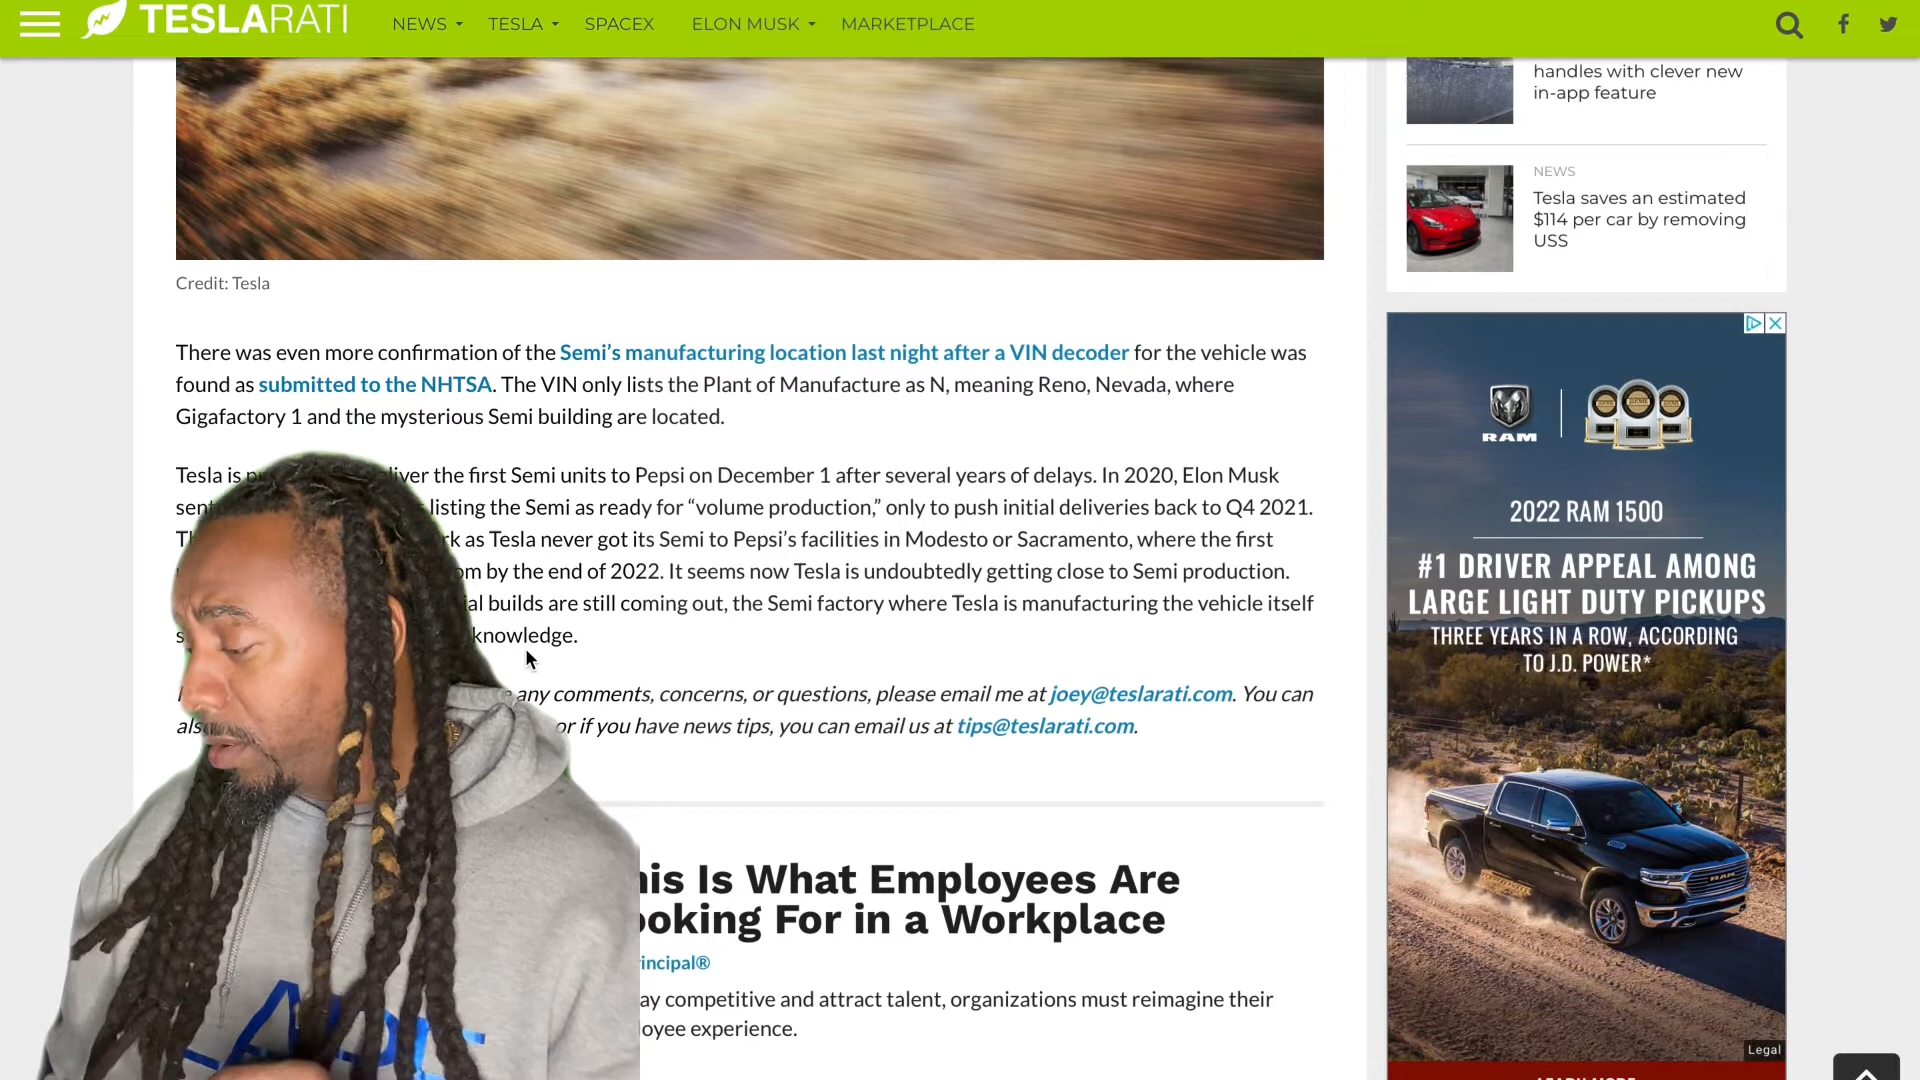 TESLARATI
NEWS TESLA SPACEX ELON MUSK MARKETPLACE
handles with clever new
in-app feature
NEWS
Tesla saves an estimated
$114 per car by removing
USS
Credit: Tesla
There was even more confirmation of the Semi’s manufacturing location last night after a VIN decoder for the vehicle was
found as submitted to the NHTSA. The VIN only lists the Plant of Manufacture as N, meaning Reno, Nevada, where
Gigafactory 1 and the mysterious Semi building are located.
Tesla is the first Semi units to Pepsi on December 1 after several years of delays. In 2020, Elon Musk
listing the Semi as ready for “volume production,” only to push initial deliveries back to Q4 2021.
as Tesla never got its Semi to Pepsi’s facilities in Modesto or Sacramento, where the first
by the end of 2022. It seems now Tesla is undoubtedly getting close to Semi production.
builds are still coming out, the Semi factory where Tesla is manufacturing the vehicle itself
knowledge.
any comments, concerns, or questions, please email me at joey@teslarati.com. You can
or if you have news tips, you can email us at tips@teslarati.com.
his Is What Employees Are
ooking For in a Workplace
rincipal®
ay competitive and attract talent, organizations must reimagine their
loyee experience.
RAM
2022 RAM 1500
#1 DRIVER APPEAL AMONG
LARGE LIGHT DUTY PICKUPS
THREE YEARS IN A ROW, ACCORDING
TO J.D. POWER*
RAM
Legal
LEARN MORE